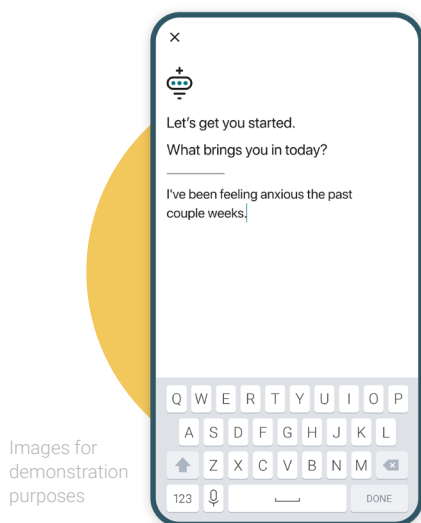 Let's get you started.
What brings you in today?
I've been feeling anxious the past
couple weeks.
Q W E R T Y U I O P
A S D F G H J K L
Z X C V B N M
123 DONE
Images for
demonstration
purposes